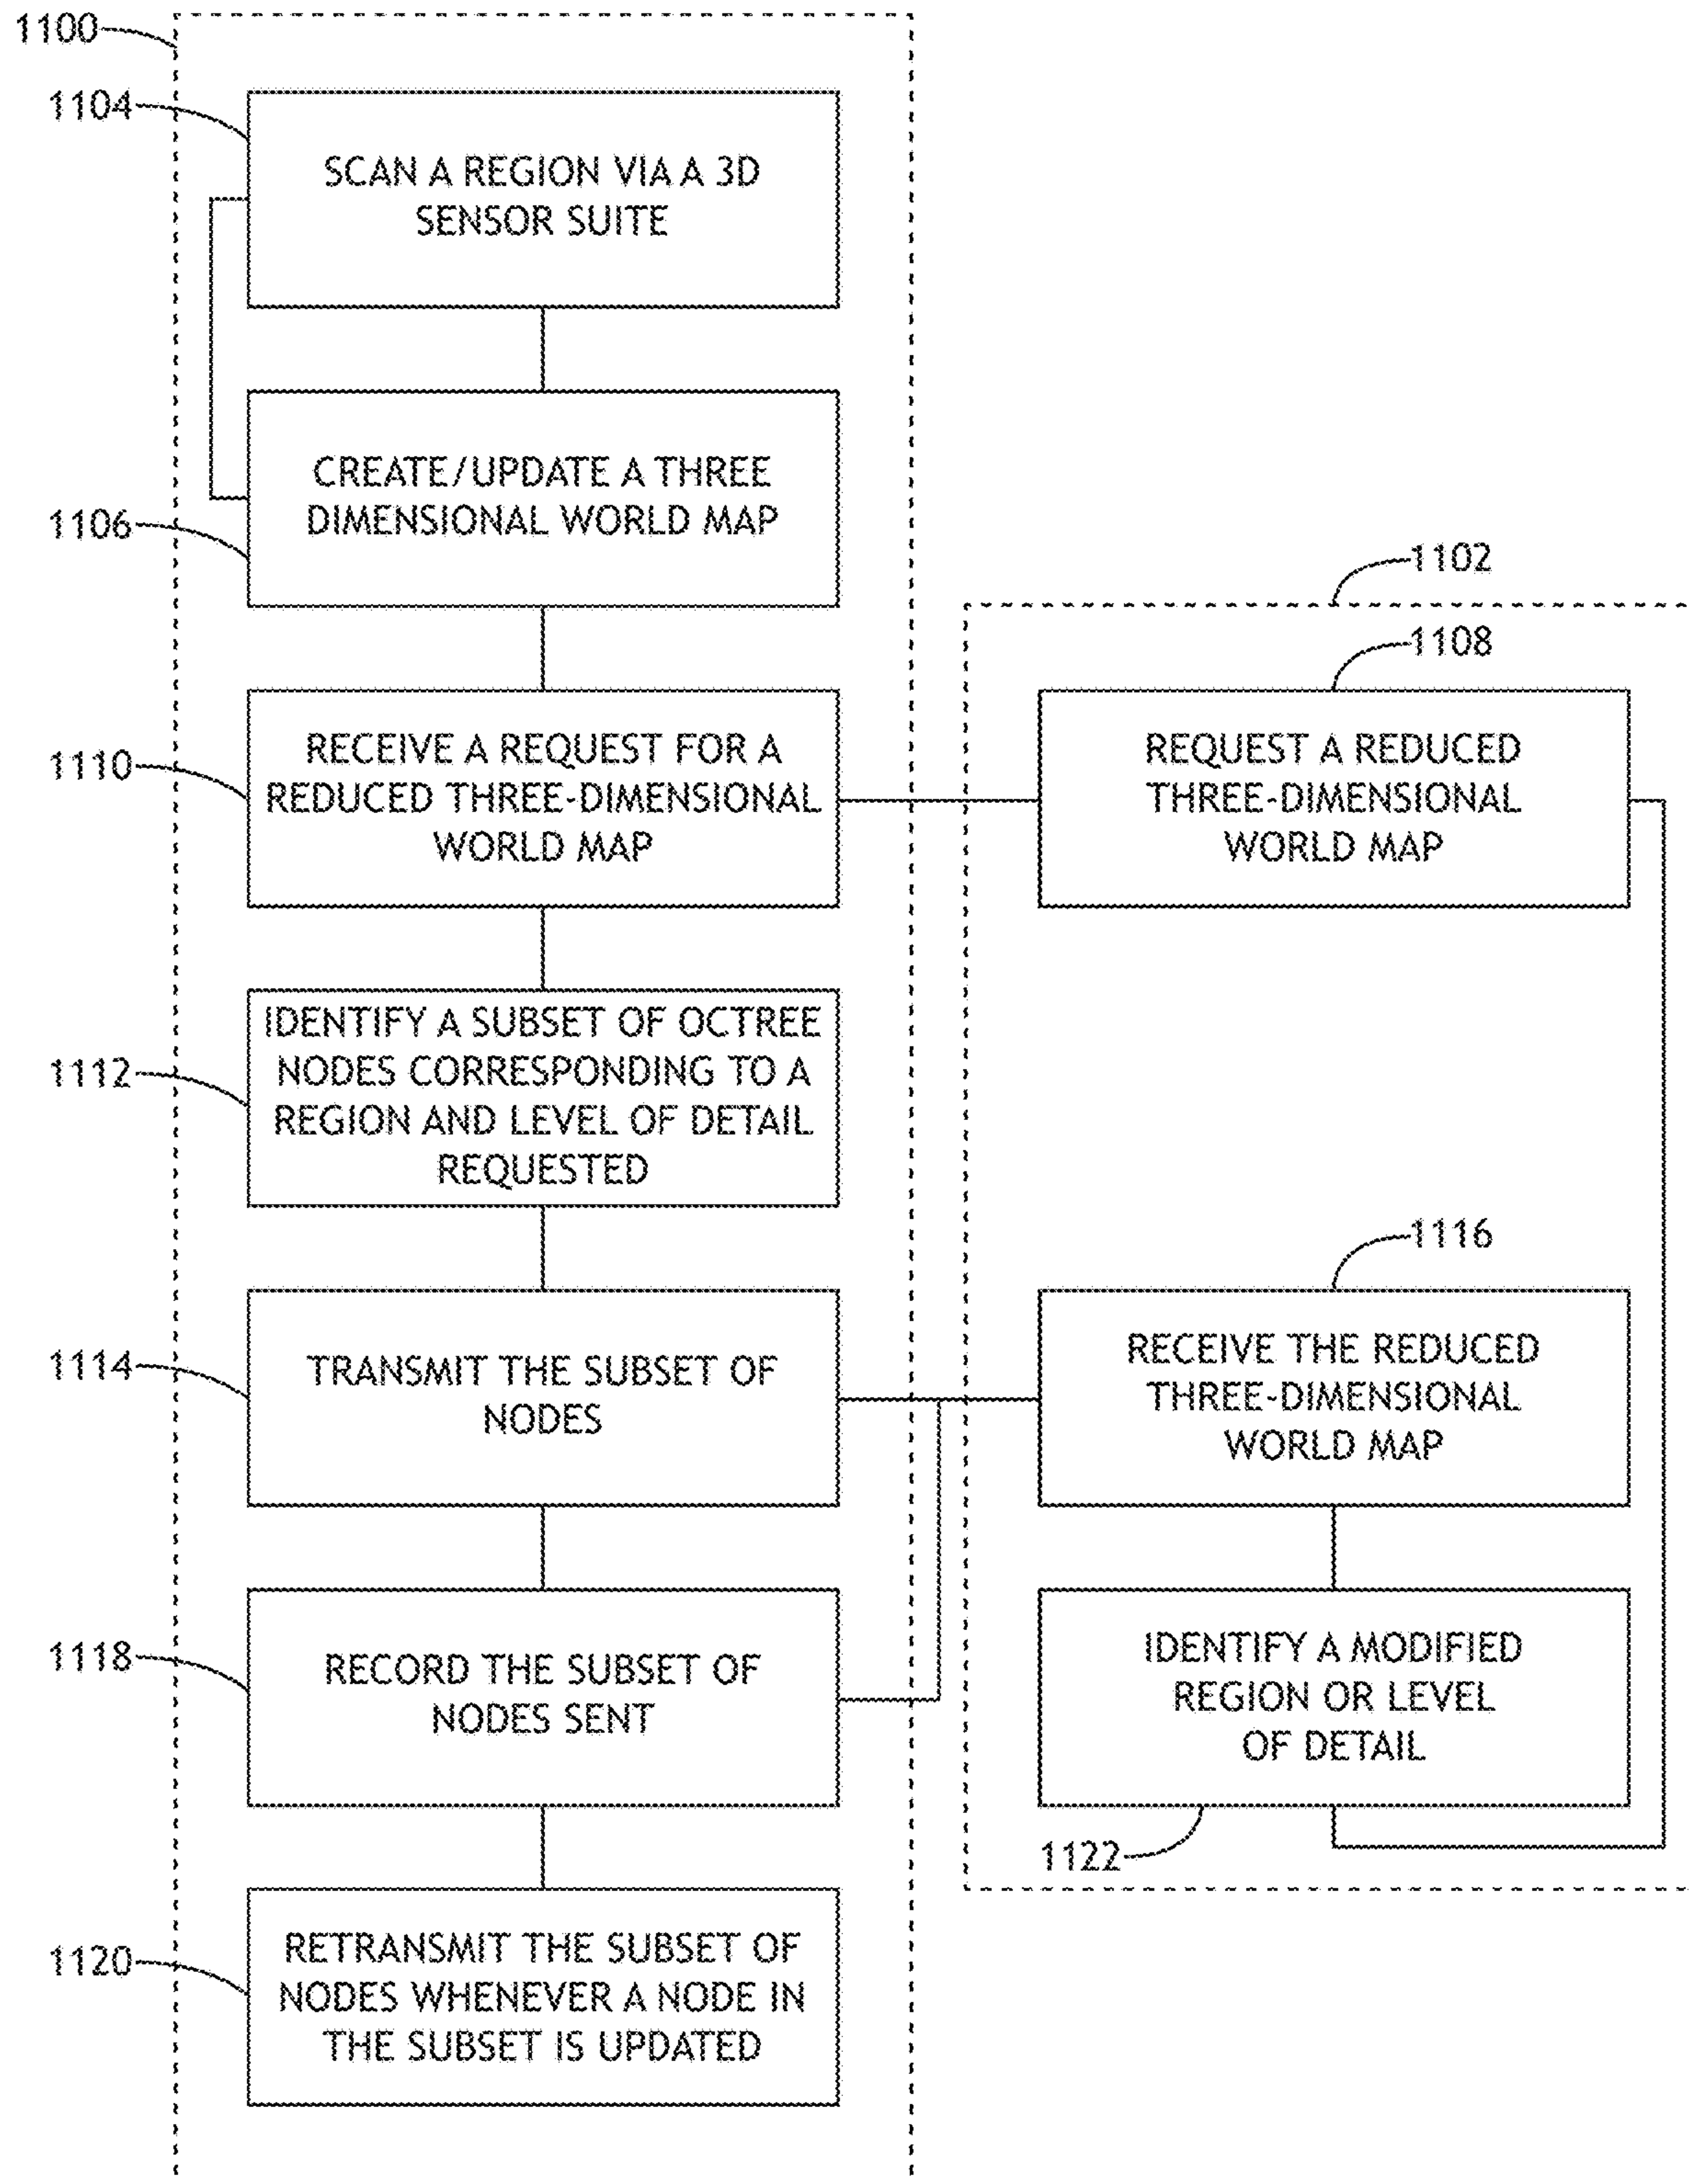 1100
1104
SCAN A REGION VIA A 3D
SENSOR SUITE
CREATE/UPDATE A THREE
DIMENSIONAL WORLD MAP
1106
1102
1108
1110
RECEIVE A REQUEST FOR A
REDUCED THREE-DIMENSIONAL
WORLD MAP
REQUEST A REDUCED
THREE-DIMENSIONAL
WORLD MAP
1112
IDENTIFY A SUBSET OF OCTREE
NODES CORRESPONDING TO A
REGION AND LEVEL OF DETAIL
REQUESTED
1116
1114
TRANSMIT THE SUBSET OF
NODES
RECEIVE THE REDUCED
THREE-DIMENSIONAL
WORLD MAP
1118
RECORD THE SUBSET OF
NODES SENT
IDENTIFY A MODIFIED
REGION OR LEVEL
OF DETAIL
1122
1120
RETRANSMIT THE SUBSET OF
NODES WHENEVER A NODE IN
THE SUBSET IS UPDATED